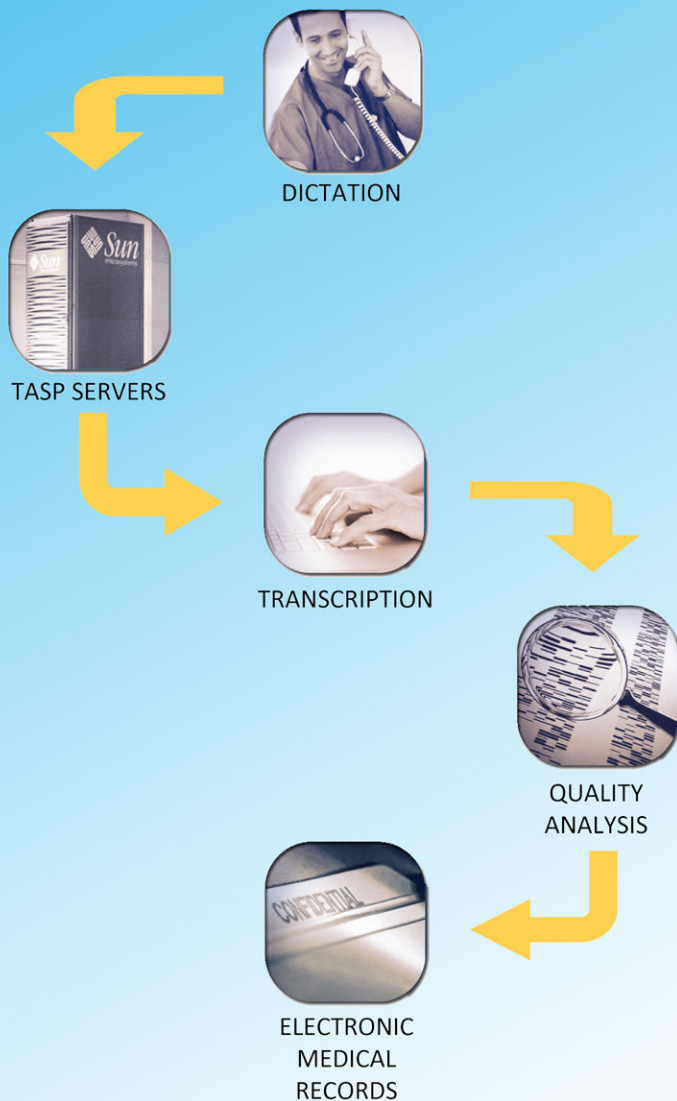 DICTATION
Sun
Sun
microsystems
TASP SERVERS
TRANSCRIPTION
QUALITY
ANALYSIS
CONFIDENTIAL
ELECTRONIC
MEDICAL
RECORDS